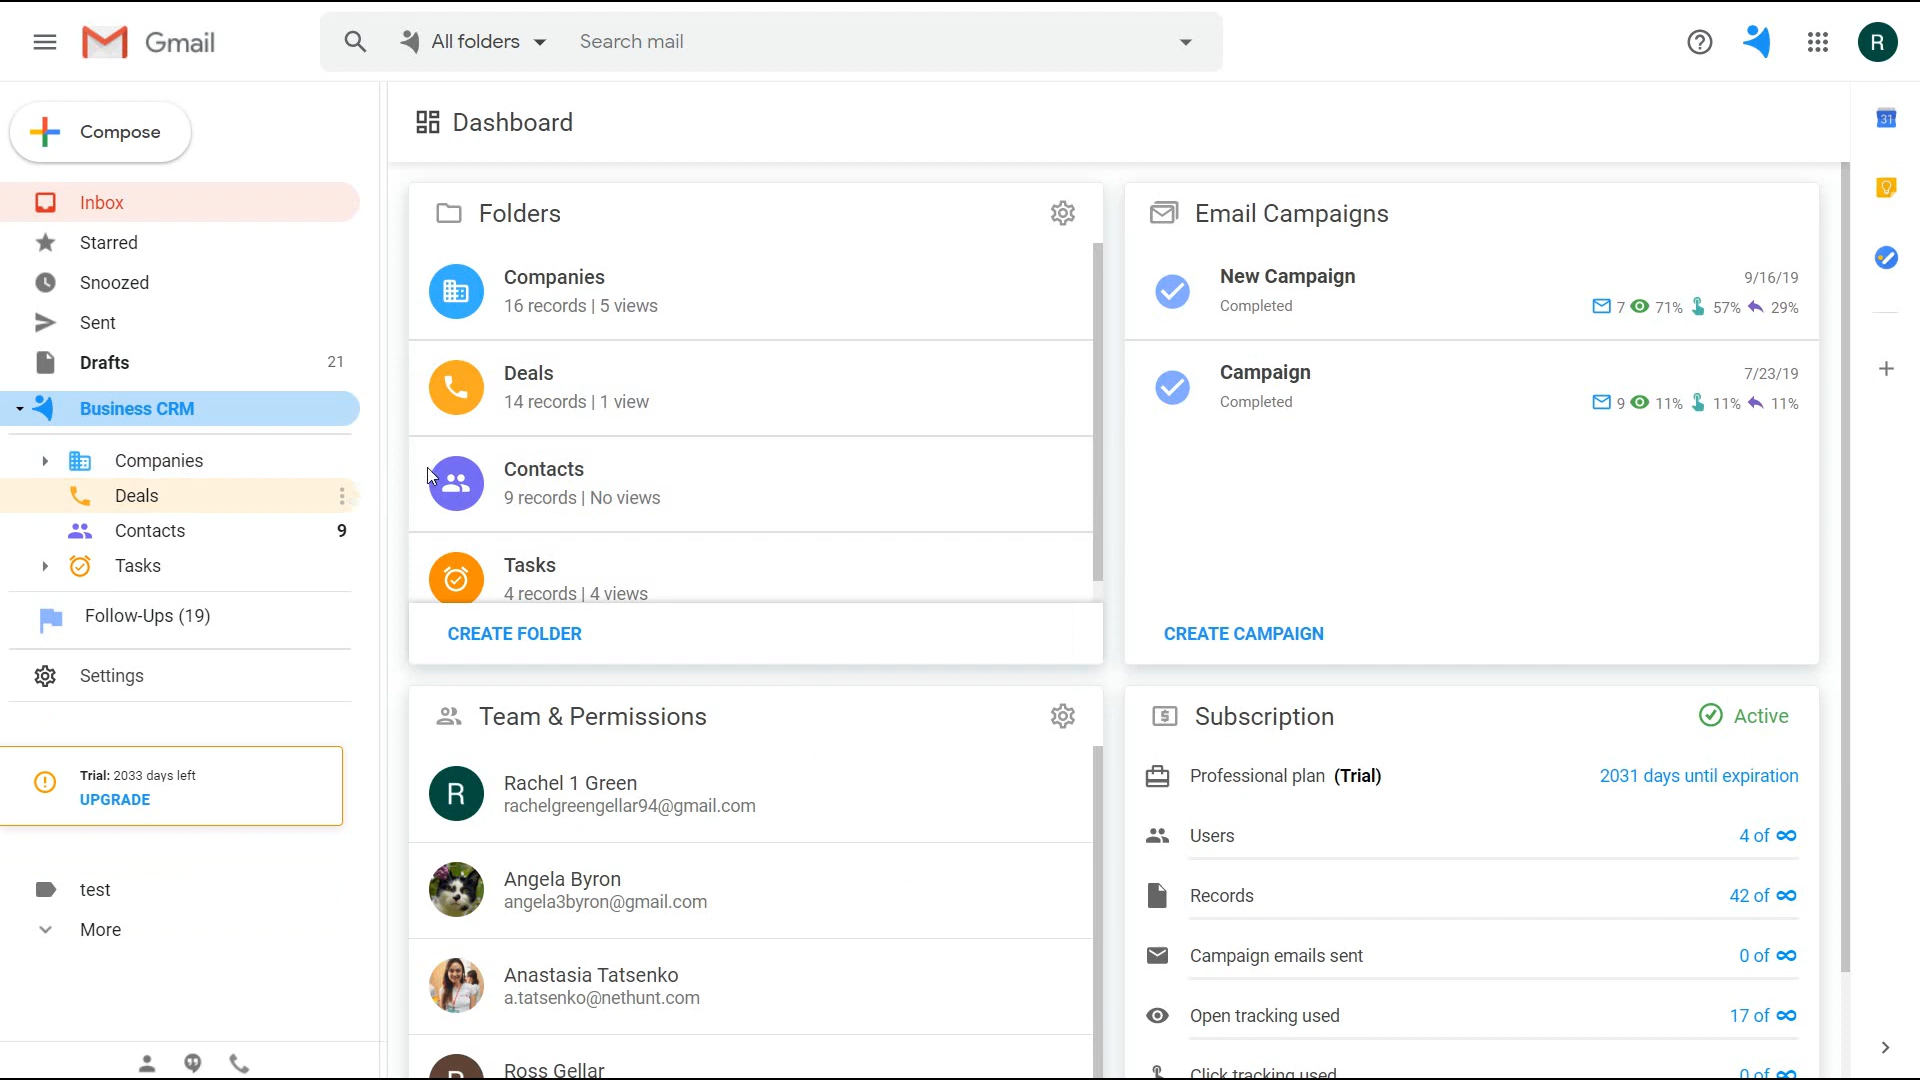 Gmail
All folders
Search mail
R
Compose
Inbox
Starred
Snoozed
Sent
Drafts 21
Business CRM
Companies
Deals
Contacts 9
Tasks
Follow-Ups (19)
Settings
Trial: 2033 days left
UPGRADE
test
More
Dashboard
Folders
Companies
16 records | 5 views
Deals
14 records | 1 view
Contacts
9 records | No views
Tasks
4 records | 4 views
CREATE FOLDER
Email Campaigns
New Campaign 9/16/19
Completed 7 71% 57% 29%
Campaign 7/23/19
Completed 9 11% 11% 11%
CREATE CAMPAIGN
Team & Permissions
R
Rachel 1 Green
rachelgreengellar94@gmail.com
Angela Byron
angela3byron@gmail.com
Anastasia Tatsenko
a.tatsenko@nethunt.com
Ross Gellar
Subscription Active
Professional plan (Trial) 2031 days until expiration
Users 4 of ∞
Records 42 of ∞
Campaign emails sent 0 of ∞
Open tracking used 17 of ∞
Click tracking used 0 of ∞
31